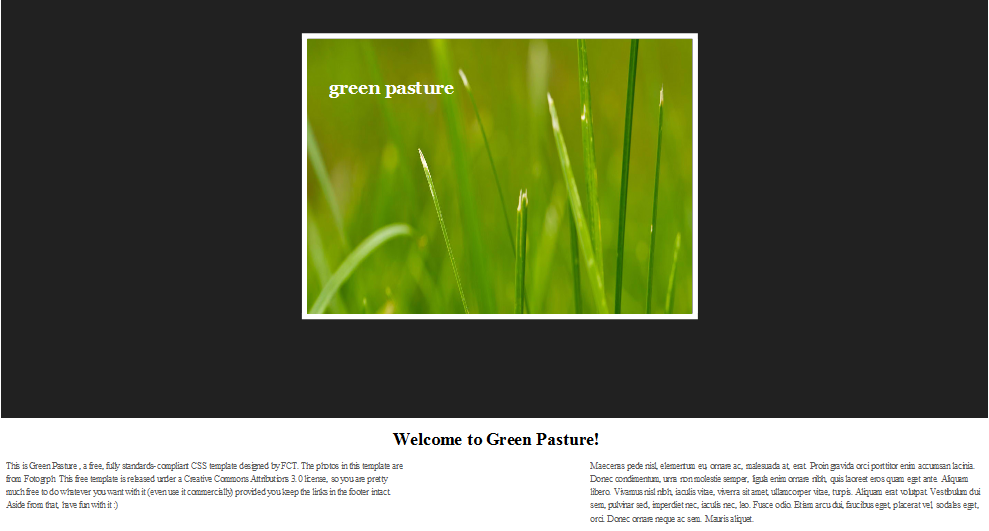 green pasture
Welcome to Green Pasture!
This is Green Pasture , a free, fully standards-compliant CSS template designed by FCT. The photos in this template are
from Fotogrph. This free template is released under a Creative Commons Attributions 3.0 license, so you are pretty
much free to do whatever you want with it (even use it commercially) provided you keep the links in the footer intact.
Aside from that, have fun with it :)
Maecenas pede nisl, elementum eu, ornare ac, malesuada at, erat. Proin gravida orci porttitor enim accumsan lacinia.
Donec condimentum, urna non molestie semper, ligula enim ornare nibh, quis laoreet eros quam eget ante. Aliquam
libero. Vivamus nisl nibh, iaculis vitae, viverra sit amet, ullamcorper vitae, turpis. Aliquam erat volutpat. Vestibulum dui
sem, pulvinar sed, imperdiet nec, iaculis nec, leo. Fusce odio. Etiam arcu dui, faucibus eget, placerat vel, sodales eget,
orci. Donec ornare neque ac sem. Mauris aliquet.